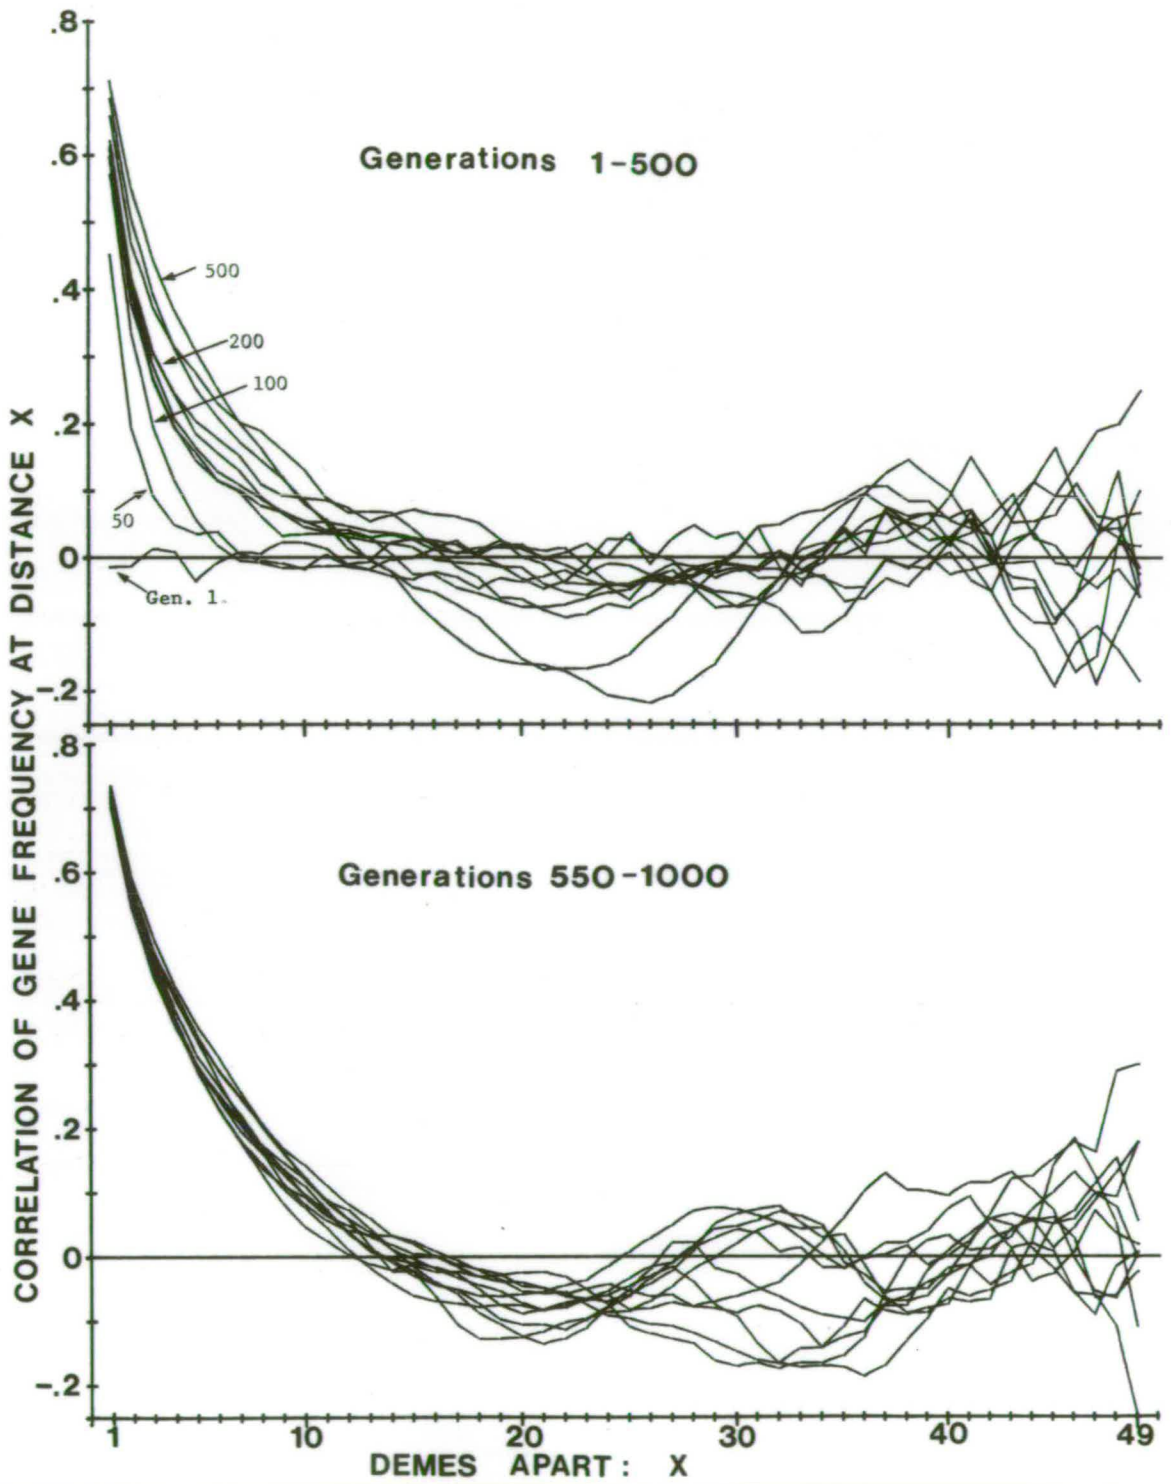 CORRELATION OF GENE FREQUENCY AT DISTANCE X
.8
.6
.4
.2
0
-.2
Generations 1-500
500
200
100
50
Gen. 1
.8
.6
.4
.2
0
-.2
Generations 550-1000
1 10 20 30 40 49
DEMES APART: X